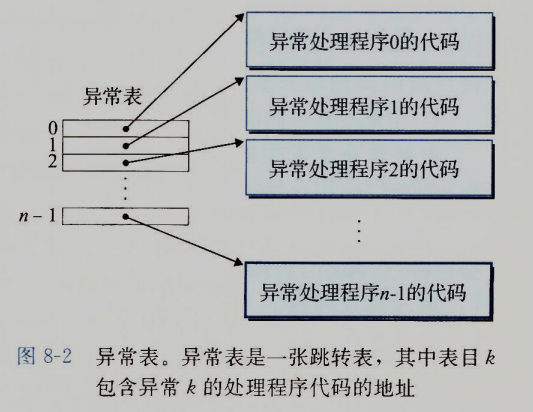 异常处理程序0的代码
异常表
异常处理程序1的代码
0
1
2
异常处理程序2的代码
n-1
异常处理程序n-1的代码
图 8-2 异常表。异常表是一张跳转表，其中表目 k
包含异常 k 的处理程序代码的地址